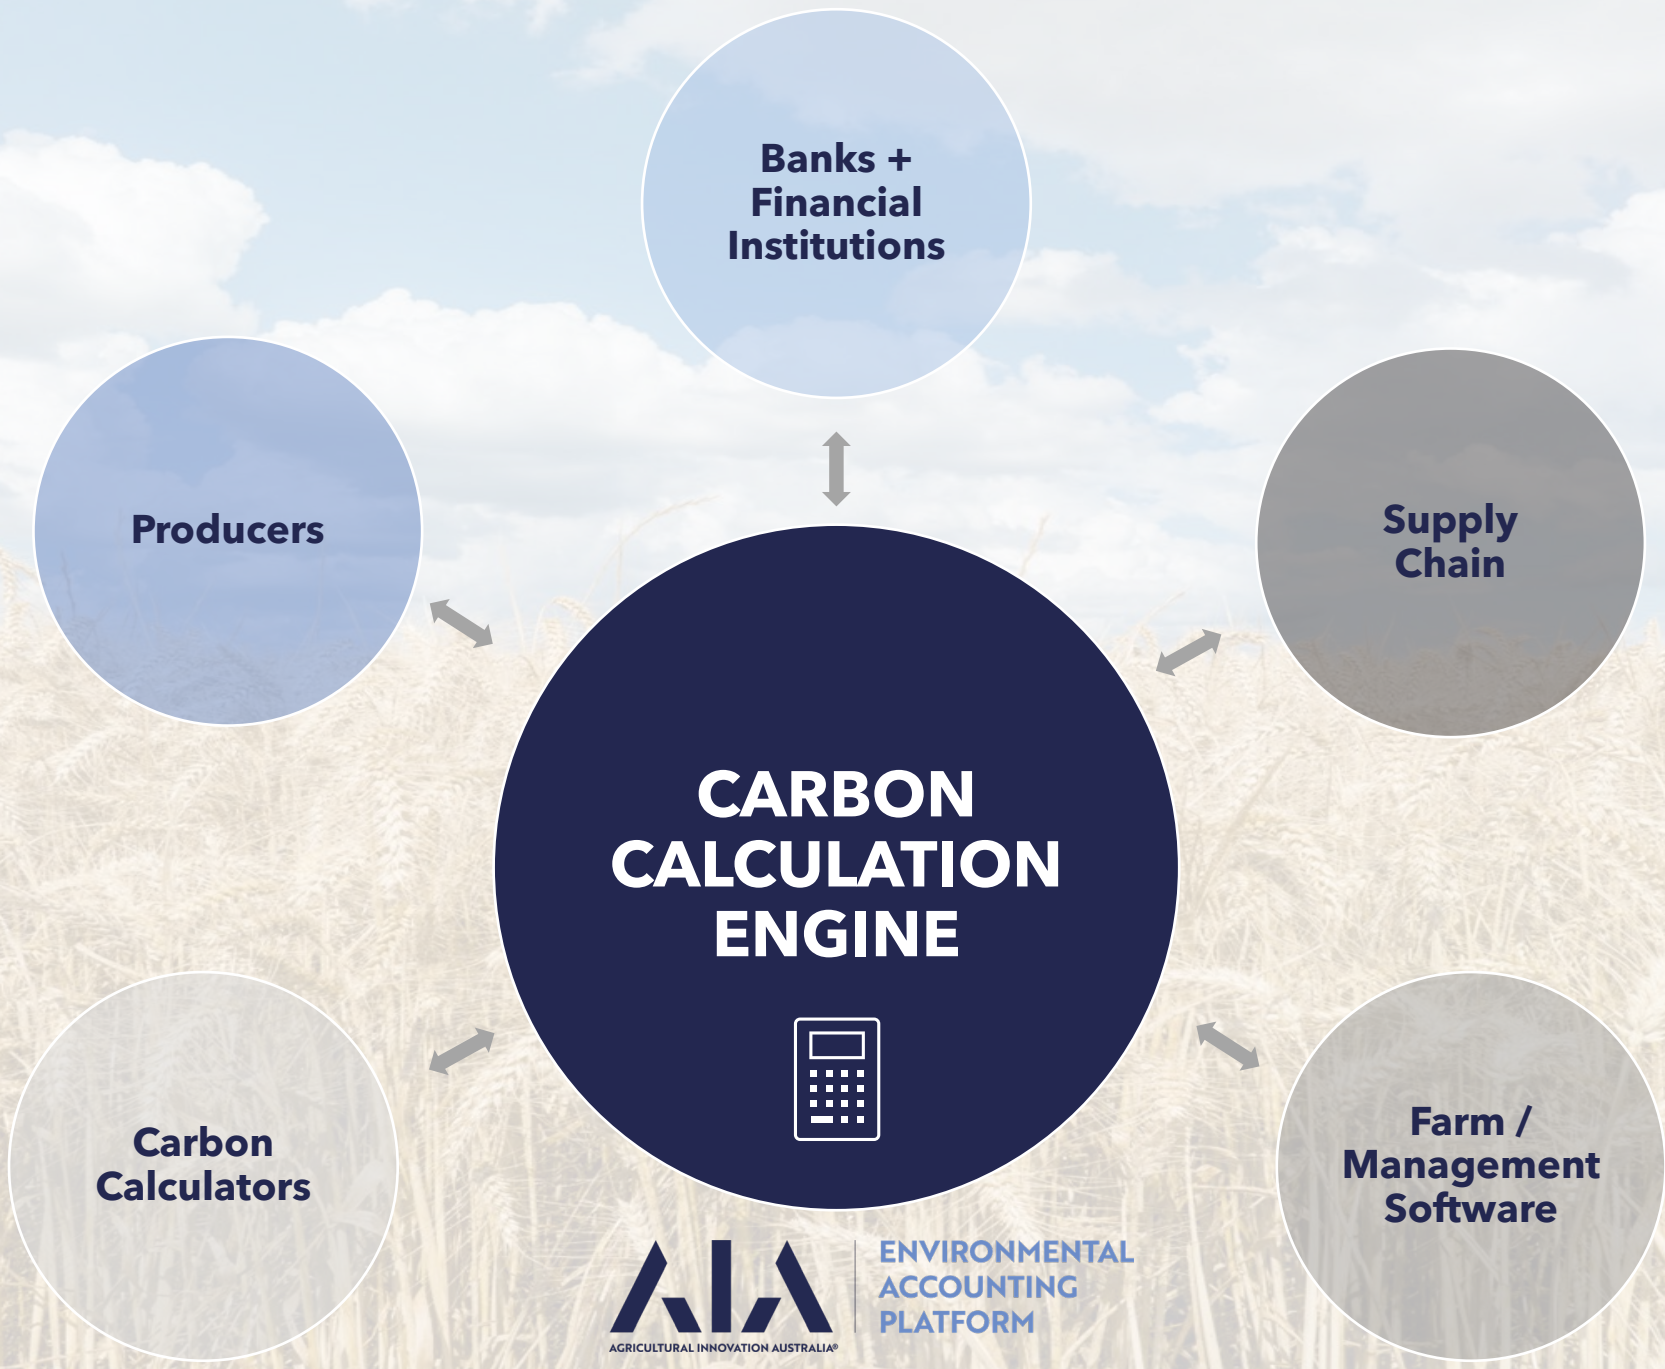 Banks +
Financial
Institutions
Producers
Supply
Chain
CARBON
CALCULATION
ENGINE
Carbon
Calculators
Farm /
Management
Software
AIA
AGRICULTURAL INNOVATION AUSTRALIA®
ENVIRONMENTAL
ACCOUNTING
PLATFORM